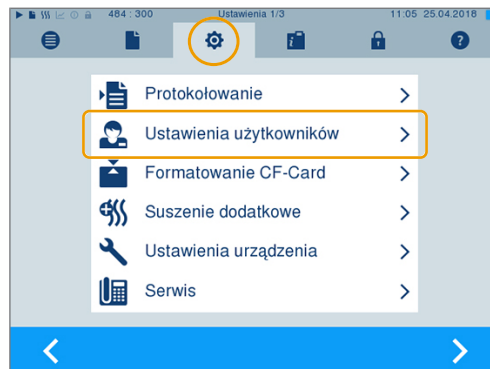 484 : 300 Ustawienia 1/3 11:05 25.04.2018
Protokołowanie
Ustawienia użytkowników
Formatowanie CF-Card
Suszenie dodatkowe
Ustawienia urządzenia
Serwis